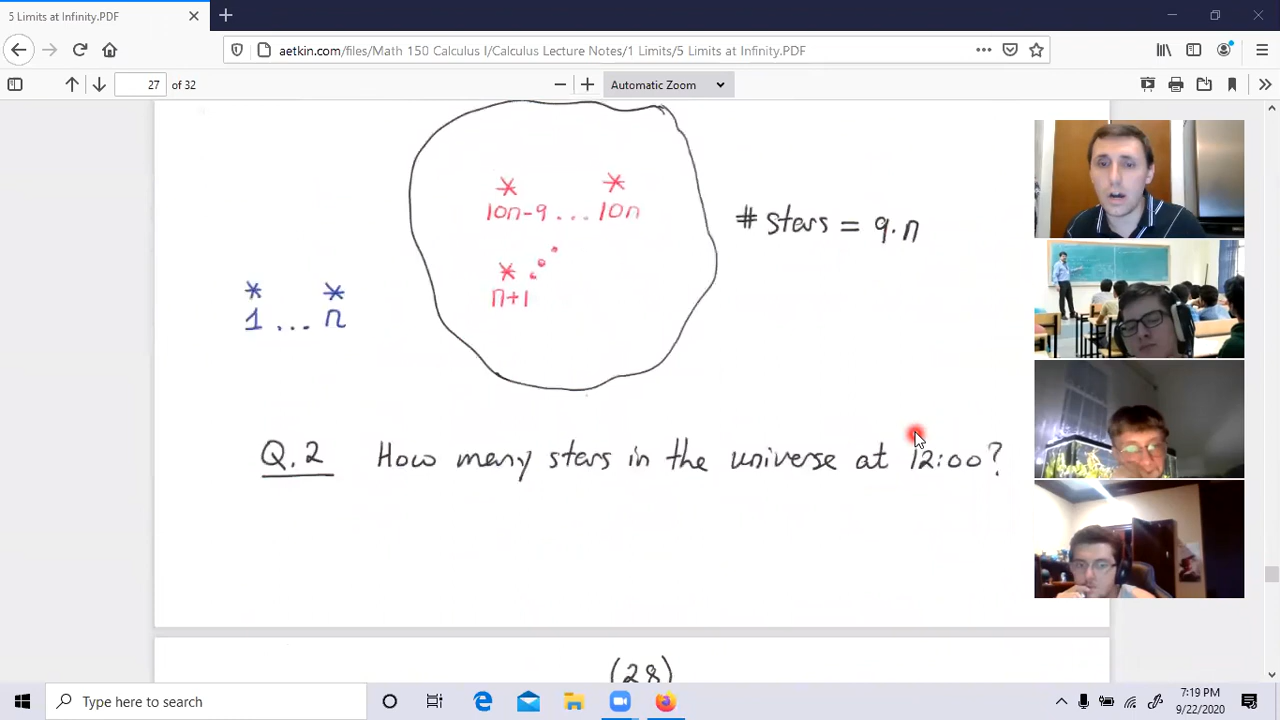 5 Limits at Infinity.PDF
aetkin.com/files/Math 150 Calculus I/Calculus Lecture Notes/1 Limits/5 Limits at Infinity.PDF
27 of 32
Automatic Zoom
* *
10n-9 ... 10n
# stars = 9.n
*
n+1
* *
1 ... n
Q.2 How many stars in the universe at 12:00?
(28)
Type here to search
7:19 PM
9/22/2020